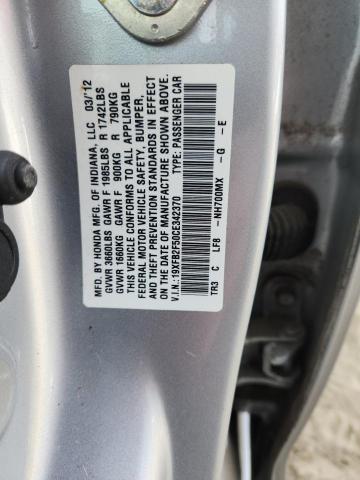 MFD. BY HONDA MFG. OF INDIANA, LLC 03/'12
GVWR 3660LBS GAWR F 1985LBS R 1742LBS
GVWR 1660KG GAWR F 900KG R 790KG
THIS VEHICLE CONFORMS TO ALL APPLICABLE
FEDERAL MOTOR VEHICLE SAFETY, BUMPER,
& THEFT PREVENTION STANDARDS IN EFFECT
ON THE DATE OF MANUFACTURE SHOWN ABOVE.
V.I.N.: 19XFB2F50CE342370 TYPE: PASSENGER CAR
TR3 C LF8 -NH700MX -G -E